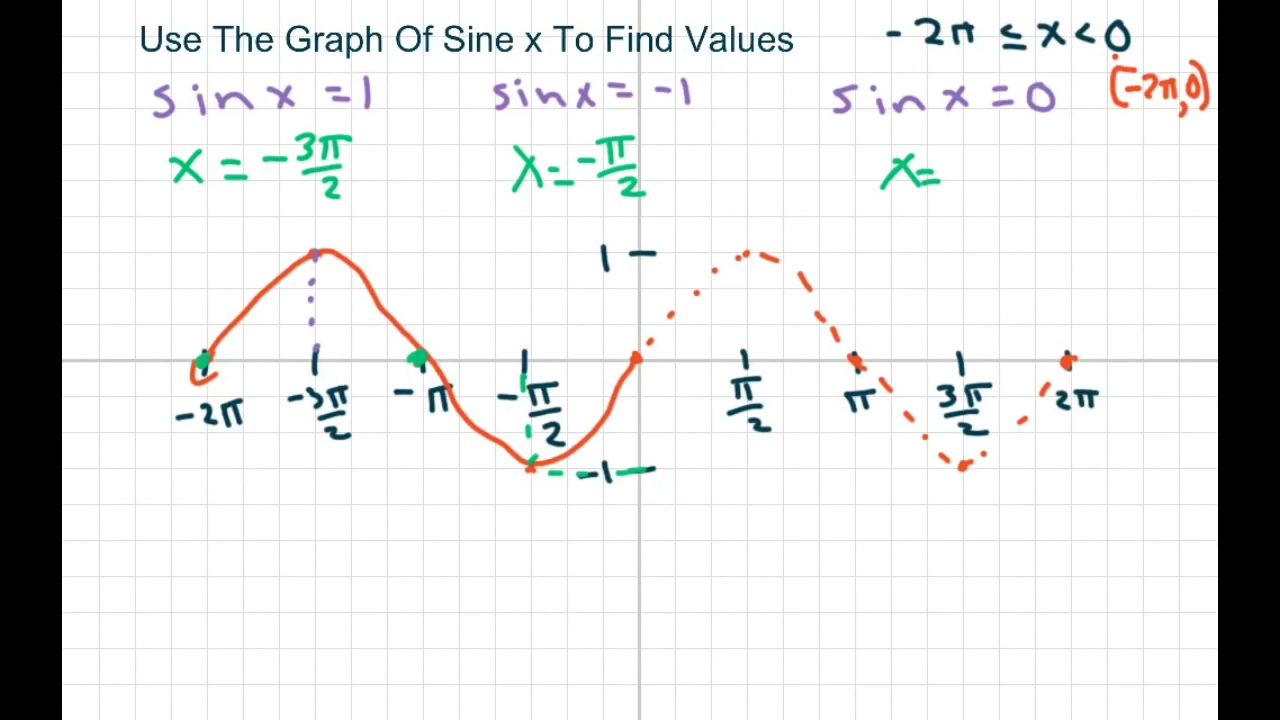 Use The Graph Of Sine x To Find Values
-2π ≤ x < 0
sin x = 1
sin x = -1
sin x = 0
[-2π,0)
x = -3π/2
x = -π/2
x=
1
-2π
-3π/2
-π
-π/2
π/2
π
3π/2
2π
-1